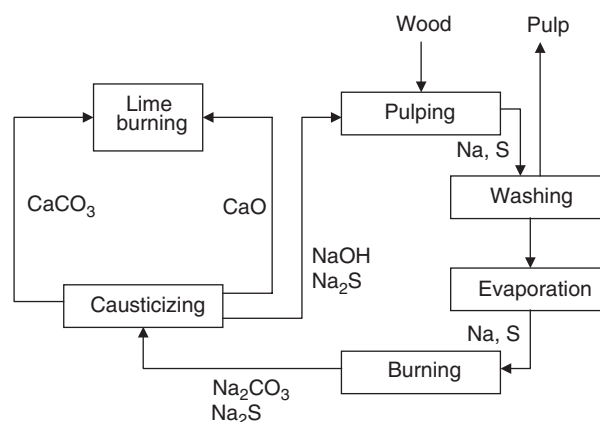 Wood
Pulp
Lime
burning
Pulping
Na, S
Washing
CaCO₃
CaO
NaOH
Na₂S
Evaporation
Causticizing
Na, S
Burning
Na₂CO₃
Na₂S